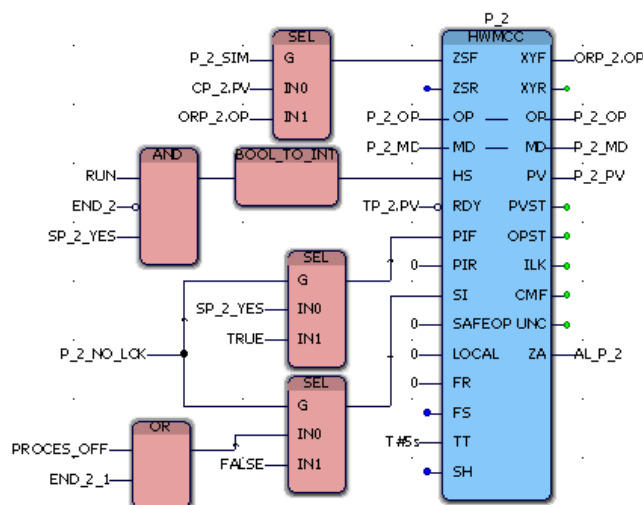 P_2
SEL
HWMCC
P_2_SIM
G
ZSF
XYF
ORP_2.OP
CP_2.PV
IN0
ZSR
XYR
ORP_2.OP
IN1
P_2_OP
OP
OP
P_2_OP
P_2_MD
MD
MD
P_2_MD
AND
BOOL_TO_INT
RUN
HS
PV
P_2_PV
END_2
TP_2.PV
RDY
PVST
SP_2_YES
PIF
OPST
SEL
G
0
PIR
ILK
SP_2_YES
IN0
SI
CMF
TRUE
IN1
0
SAFEOP
UNC
P_2_NO_LCK
0
LOCAL
ZA
AL_P_2
SEL
G
0
FR
OR
FS
PROCES_OFF
IN0
T#5s
TT
FALSE
IN1
END_2_1
SH